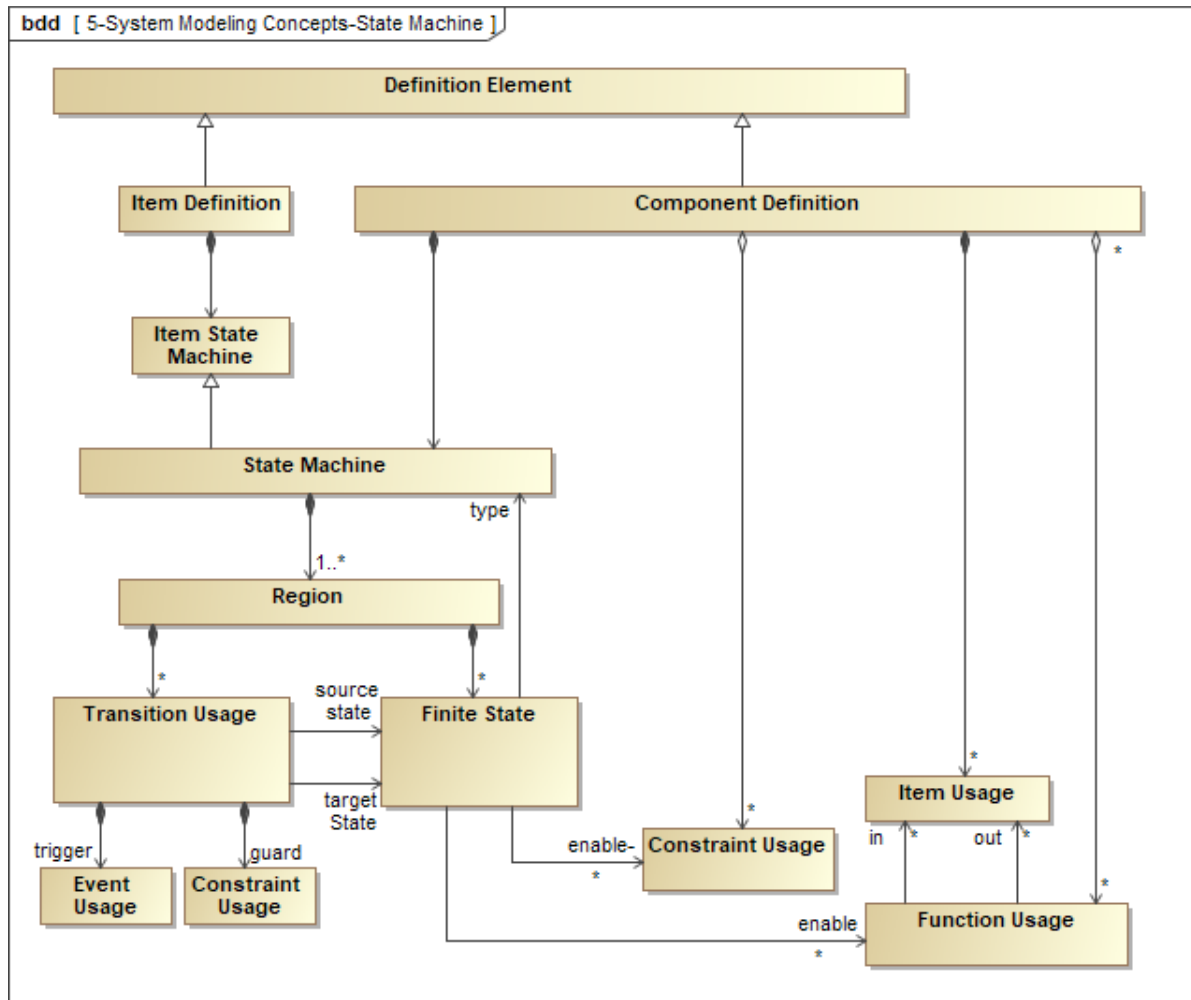 bdd [ 5-System Modeling Concepts-State Machine ]
Definition Element
Item Definition
Component Definition
*
Item State
Machine
State Machine
type
1..*
Region
*
*
source
state
Transition Usage
Finite State
*
target
State
Item Usage
*
enable-
*
Constraint Usage
in
*
out
*
trigger
guard
Event
Usage
Constraint
Usage
*
Function Usage
enable
*